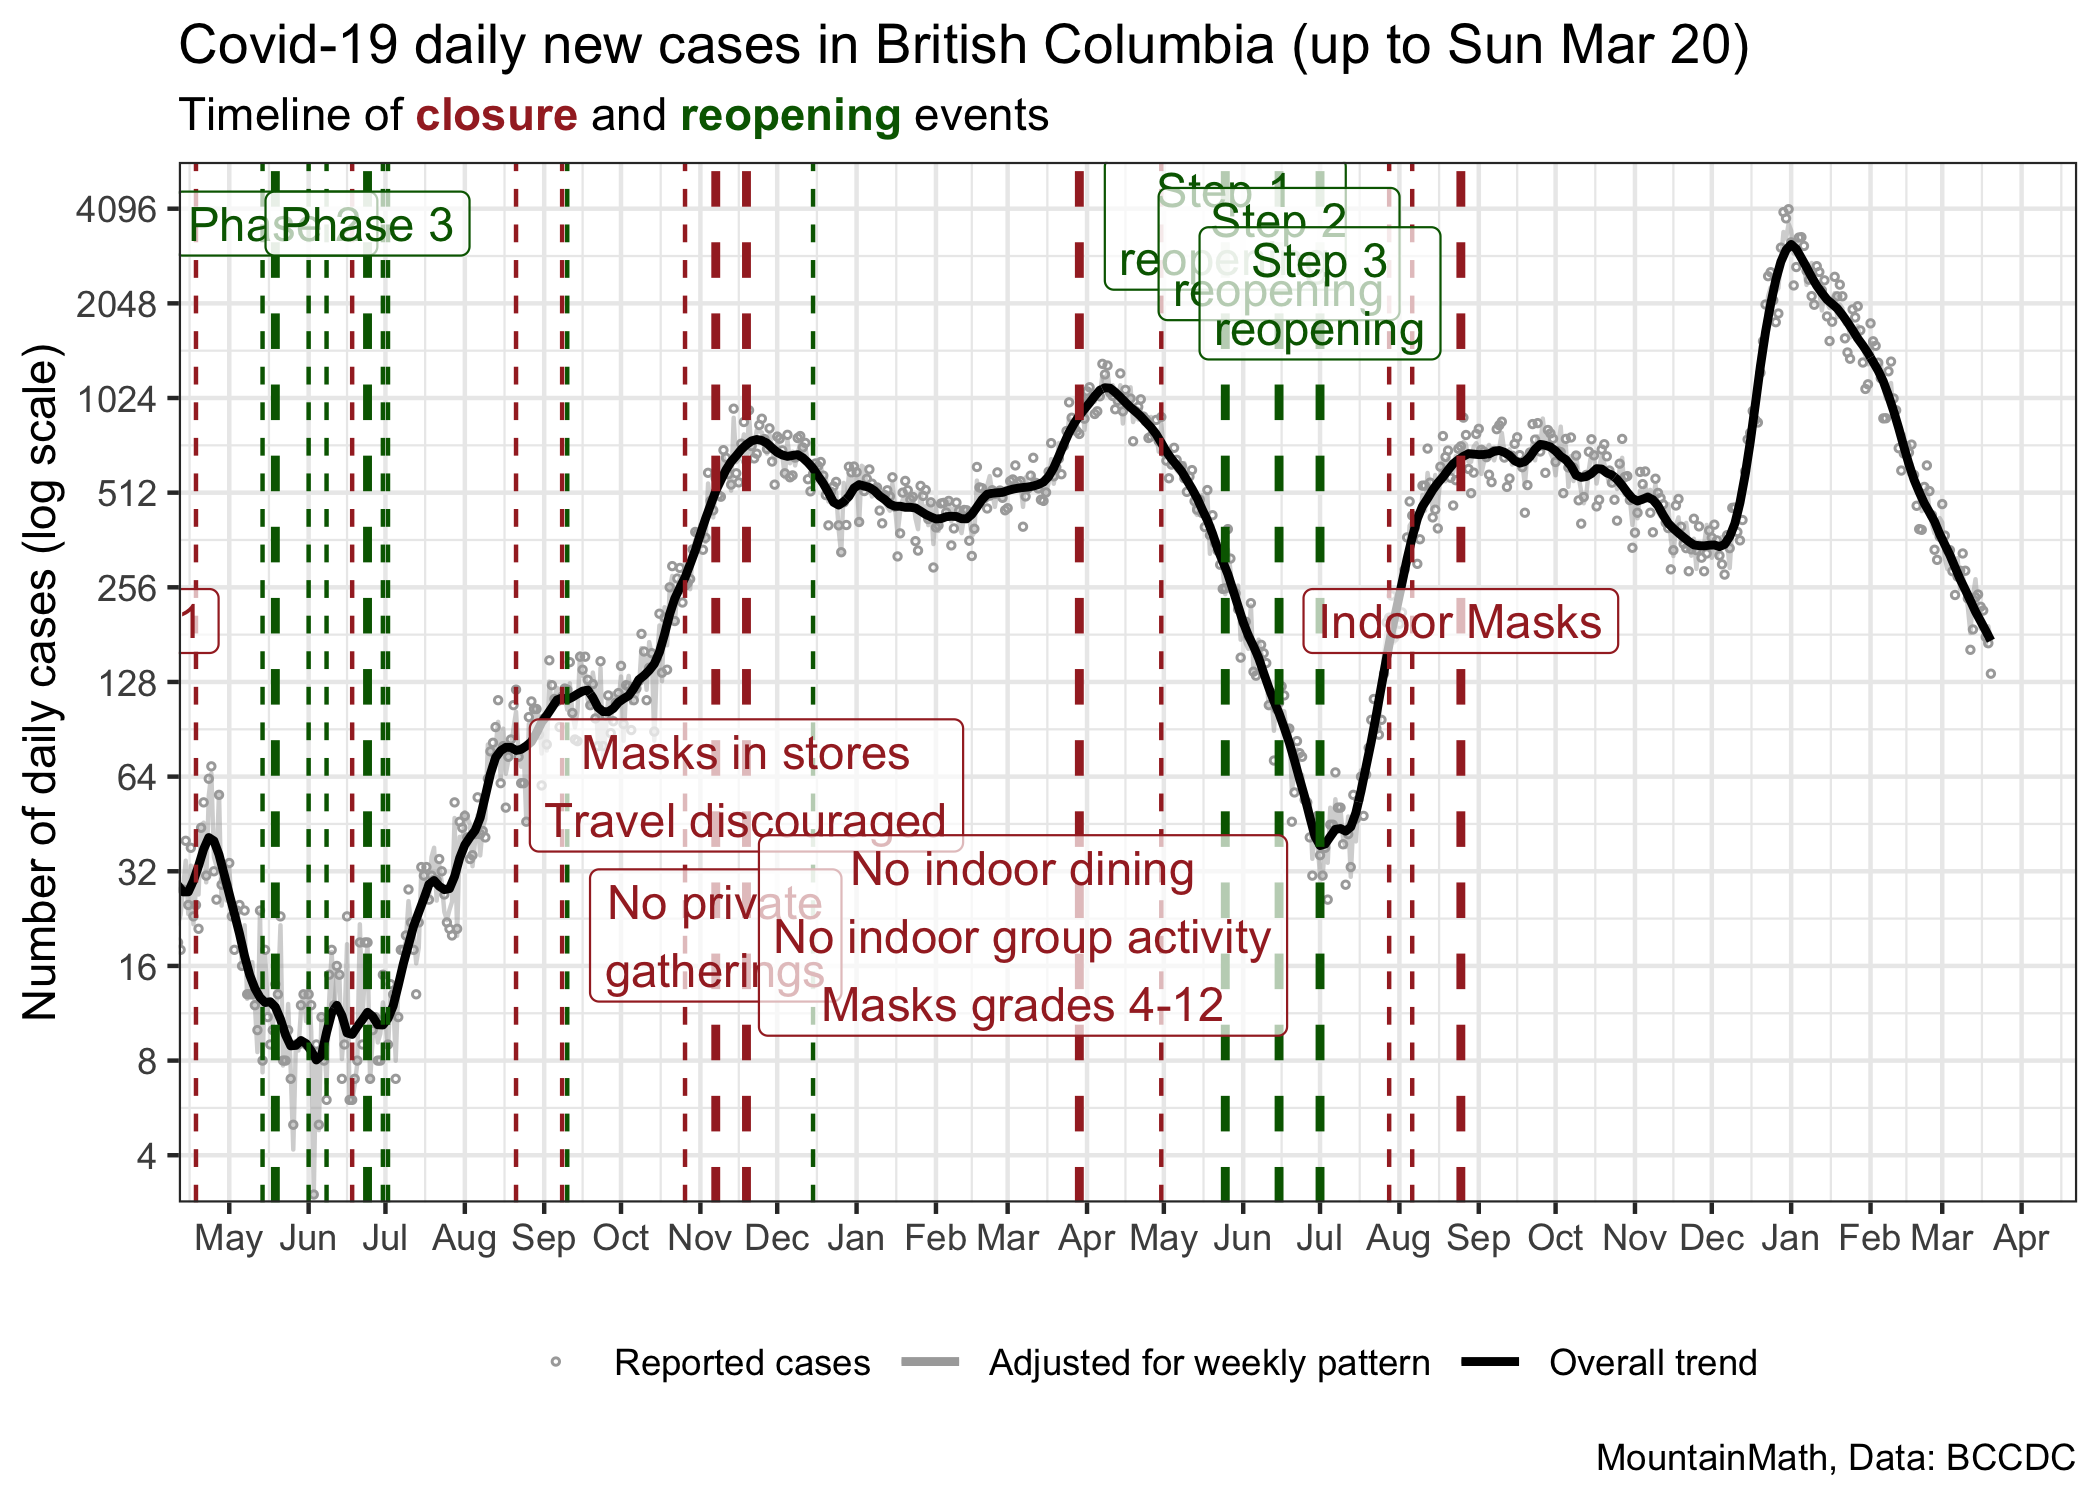 Covid-19 daily new cases in British Columbia (up to Sun Mar 20)
Timeline of closure and reopening events
Number of daily cases (log scale)
4096
2048
1024
512
256
128
64
32
16
8
4
Phase 2
Phase 3
1
Step 1
reopening
Step 2
reopening
Step 3
reopening
Indoor Masks
Masks in stores
Travel discouraged
No private
gatherings
No indoor dining
No indoor group activity
Masks grades 4-12
May Jun Jul Aug Sep Oct Nov Dec Jan Feb Mar Apr May Jun Jul Aug Sep Oct Nov Dec Jan Feb Mar Apr
Reported cases Adjusted for weekly pattern Overall trend
MountainMath, Data: BCCDC